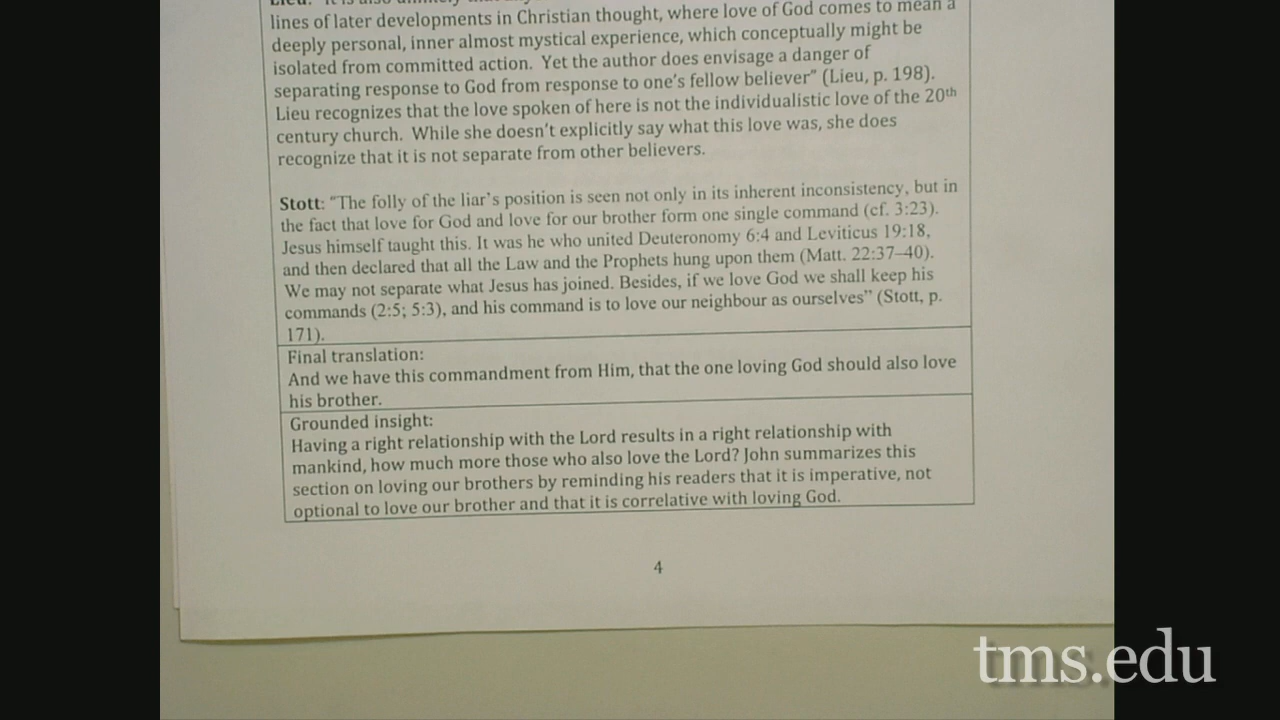 lines of later developments in Christian thought, where love of God comes to mean a
deeply personal, inner almost mystical experience, which conceptually might be
isolated from committed action. Yet the author does envisage a danger of
separating response to God from response to one's fellow believer" (Lieu, p. 198).
Lieu recognizes that the love spoken of here is not the individualistic love of the 20th
century church. While she doesn't explicitly say what this love was, she does
recognize that it is not separate from other believers.
Stott: "The folly of the liar's position is seen not only in its inherent inconsistency, but in
the fact that love for God and love for our brother form one single command (cf. 3:23).
Jesus himself taught this. It was he who united Deuteronomy 6:4 and Leviticus 19:18,
and then declared that all the Law and the Prophets hung upon them (Matt. 22:37–40).
We may not separate what Jesus has joined. Besides, if we love God we shall keep his
commands (2:5; 5:3), and his command is to love our neighbour as ourselves" (Stott, p.
171).
Final translation:
And we have this commandment from Him, that the one loving God should also love
his brother.
Grounded insight:
Having a right relationship with the Lord results in a right relationship with
mankind, how much more those who also love the Lord? John summarizes this
section on loving our brothers by reminding his readers that it is imperative, not
optional to love our brother and that it is correlative with loving God.
4
tms.edu